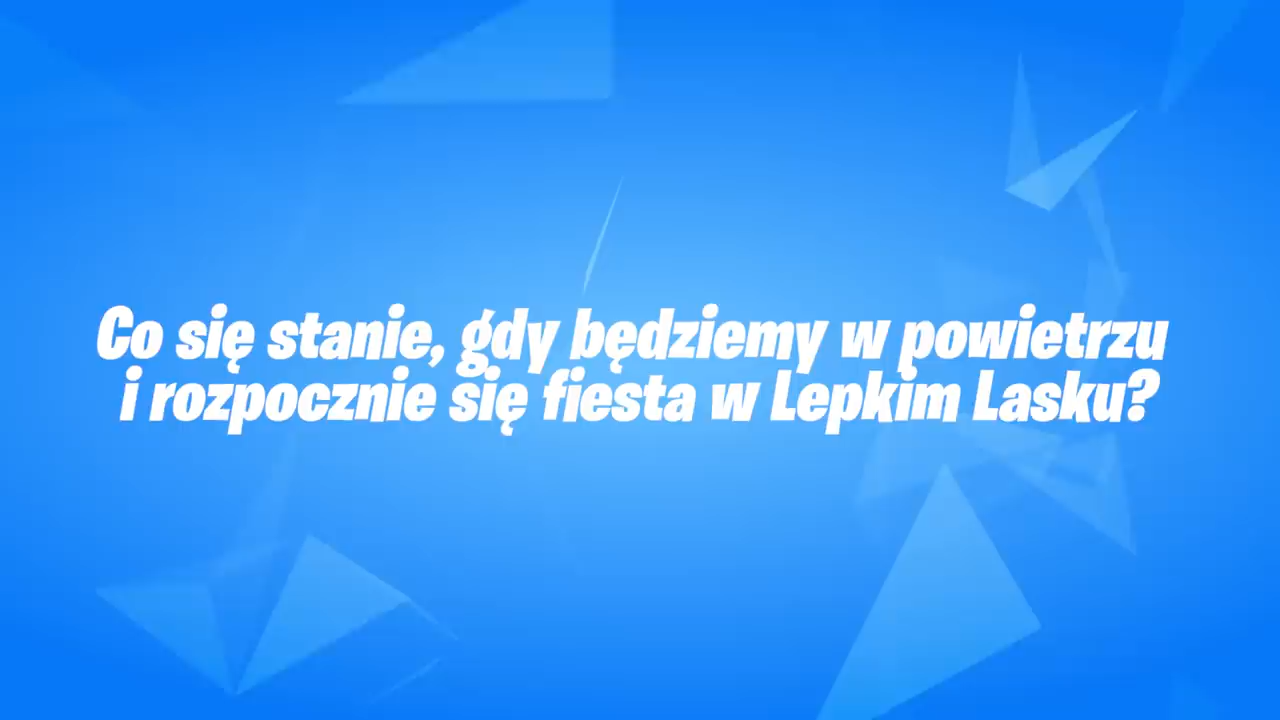 Co się stanie, gdy będziemy w powietrzu
i rozpocznie się fiesta w Lepkim Lasku?